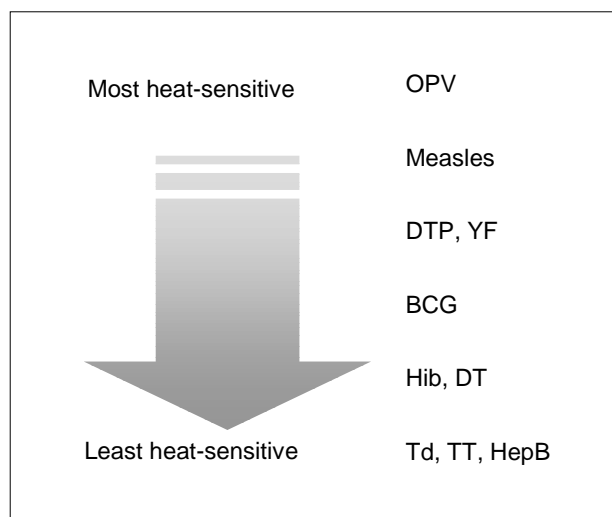 Most heat-sensitive
OPV
Measles
DTP, YF
BCG
Hib, DT
Least heat-sensitive
Td, TT, HepB